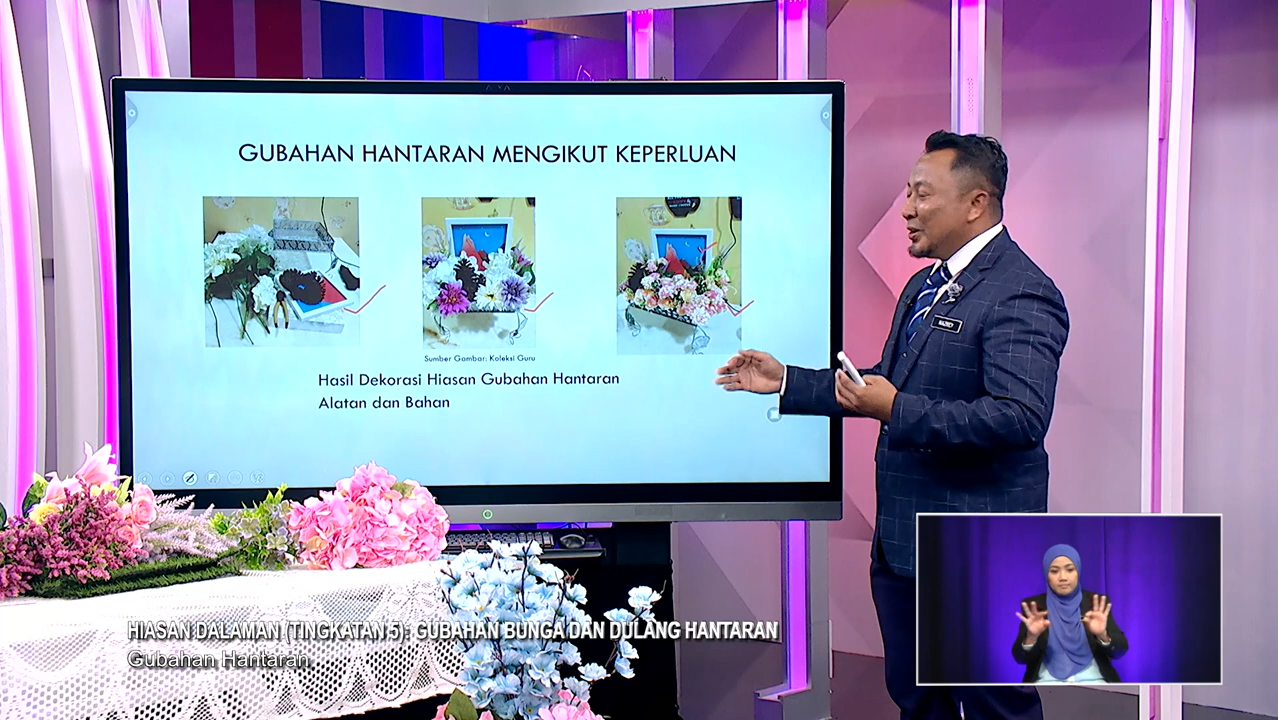 GUBAHAN HANTARAN MENGIKUT KEPERLUAN
Sumber Gambar: Koleksi Guru
Hasil Dekorasi Hiasan Gubahan Hantaran
Alatan dan Bahan
HIASAN DALAMAN (TINGKATAN 5): GUBAHAN BUNGA DAN DULANG HANTARAN
Gubahan Hantaran